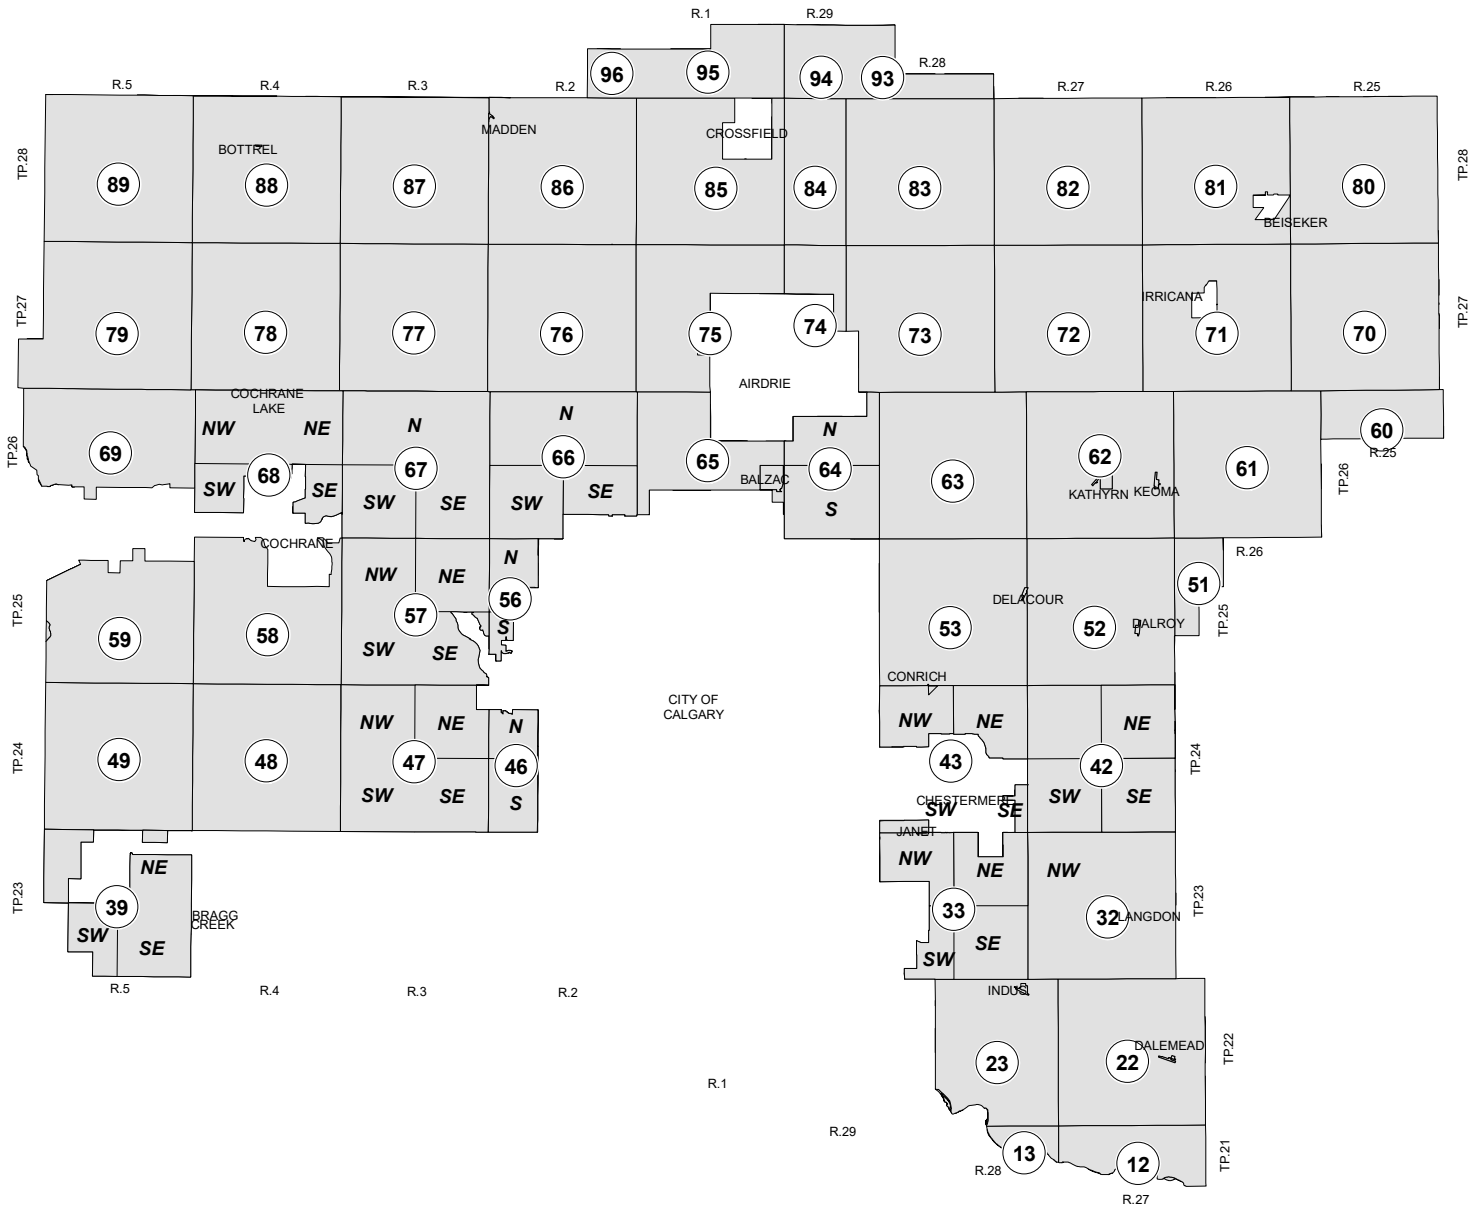 R.1
R.29
R.28
96
95
94
93
R.5
R.4
R.3
R.2
R.27
R.26
R.25
TP.28
BOTTREL
MADDEN
CROSSFIELD
TP.28
89
88
87
86
85
84
83
82
81
80
BEISEKER
TP.27
IRRICANA
TP.27
79
78
77
76
75
74
73
72
71
70
AIRDRIE
COCHRANE
LAKE
TP.26
NW
NE
N
N
N
60
R.25
69
68
67
66
65
64
63
62
61
TP.26
SW
SE
SW
SE
SW
SE
BALZAC
S
KATHYRN
KEOMA
COCHRANE
R.26
TP.25
NW
NE
N
56
S
51
TP.25
59
58
57
SW
SE
DELACOUR
53
52
DALROY
CONRICH
CITY OF
CALGARY
TP.24
NW
NE
N
NW
NE
NE
TP.24
49
48
47
46
43
42
SW
SE
S
CHESTERMERE
SW
SE
SW
SE
JANET
TP.23
NE
NW
NE
NW
TP.23
39
BRAGG
CREEK
33
32
LANGDON
SW
SE
SW
SE
R.5
R.4
R.3
R.2
INDUS
23
22
DALEMEAD
TP.22
R.1
R.29
13
12
TP.21
R.28
R.27